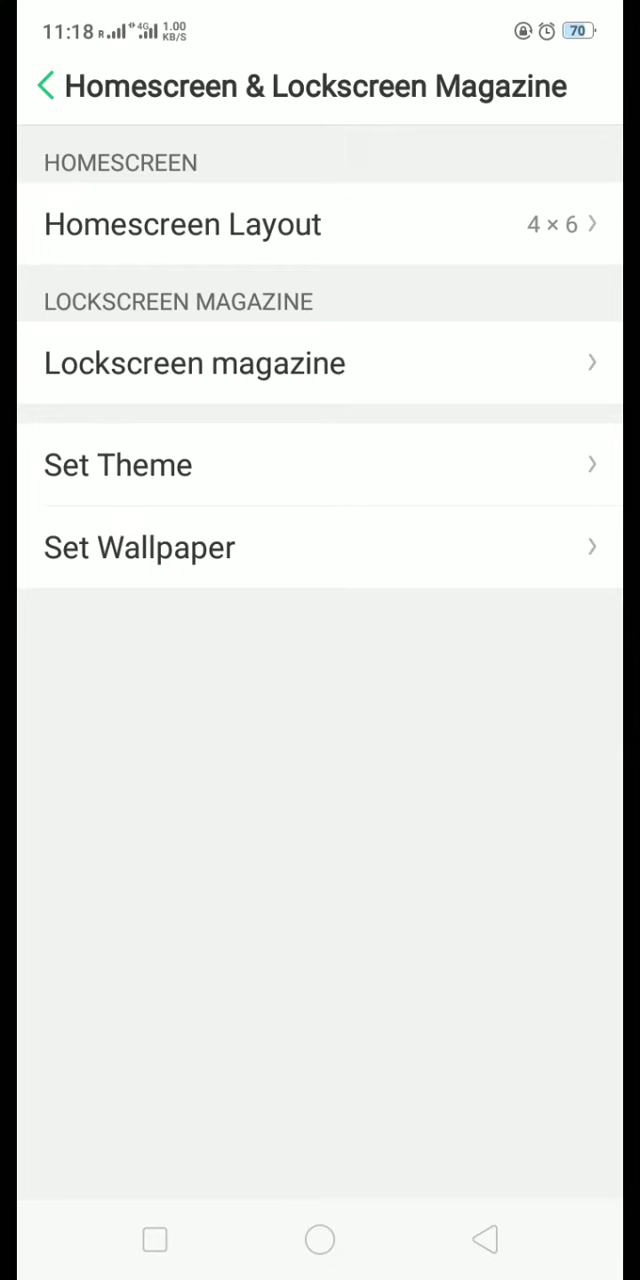 11:18 R 4G 1.00 KB/S 70
Homescreen & Lockscreen Magazine
HOMESCREEN
Homescreen Layout 4 × 6
LOCKSCREEN MAGAZINE
Lockscreen magazine
Set Theme
Set Wallpaper